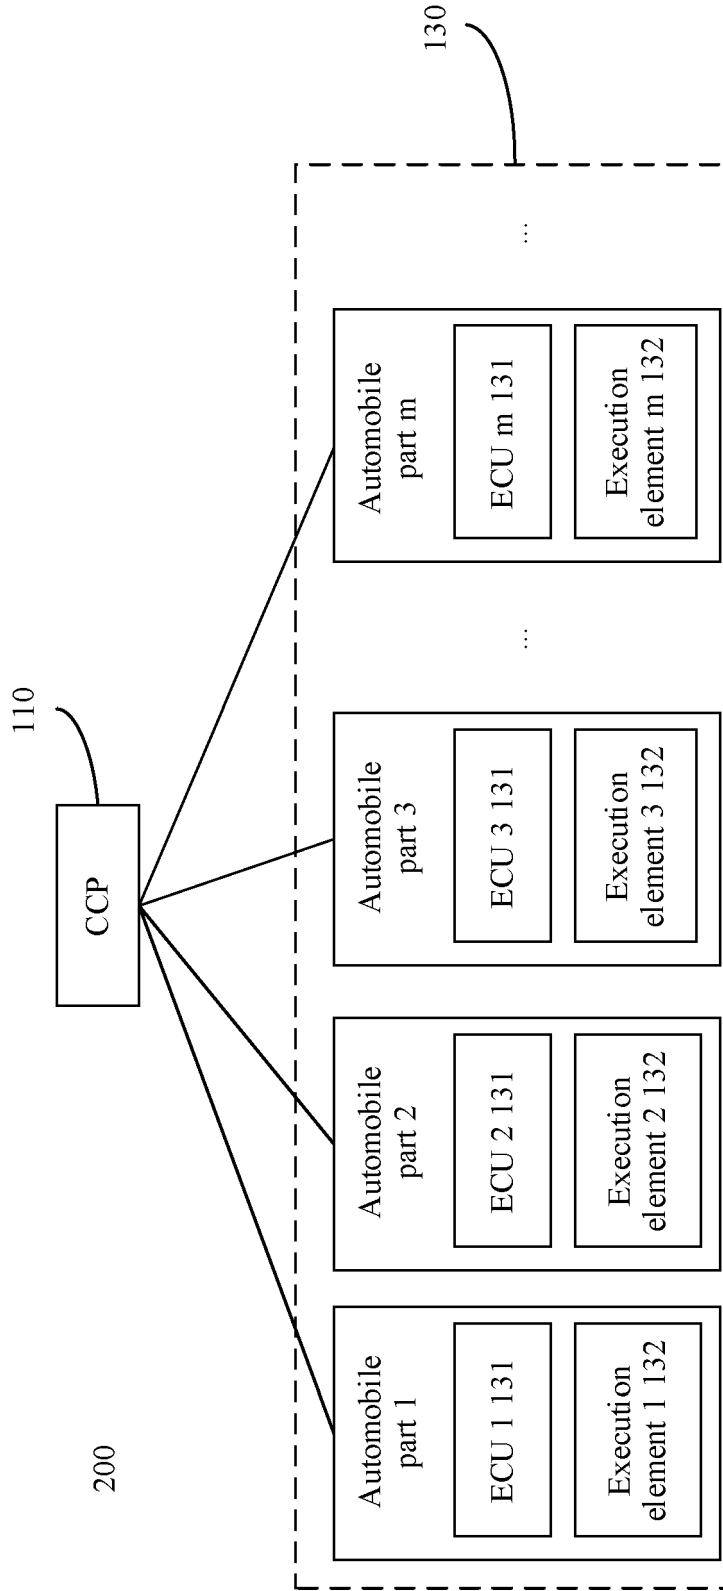 200
110
CCP
130
Automobile
part 1
ECU 1 131
Execution
element 1 132
Automobile
part 2
ECU 2 131
Execution
element 2 132
Automobile
part 3
ECU 3 131
Execution
element 3 132
...
Automobile
part m
ECU m 131
Execution
element m 132
...